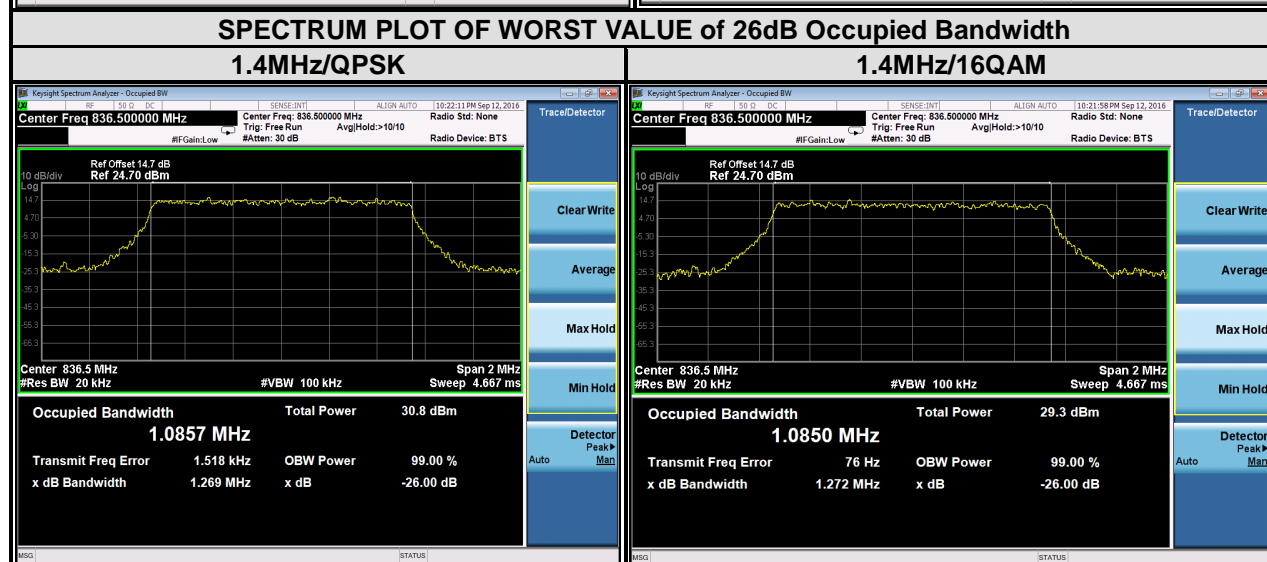 SPECTRUM PLOT OF WORST VALUE of 26dB Occupied Bandwidth
1.4MHz/QPSK
Keysight Spectrum Analyzer - Occupied BW
RF 50 Ω DC SENSE:INT ALIGN AUTO 10:22:11 PM Sep 12, 2016
Center Freq 836.500000 MHz
Center Freq: 836.500000 MHz
Radio Std: None
Trig: Free Run Avg|Hold:>10/10
#IFGain:Low #Atten: 30 dB Radio Device: BTS
Ref Offset 14.7 dB
10 dB/div Ref 24.70 dBm
Log
14.7
4.70
-5.30
-15.3
-25.3
-35.3
-45.3
-55.3
-65.3
Center 836.5 MHz Span 2 MHz
#Res BW 20 kHz #VBW 100 kHz Sweep 4.667 ms
Occupied Bandwidth Total Power 30.8 dBm
1.0857 MHz
Transmit Freq Error 1.518 kHz OBW Power 99.00 %
x dB Bandwidth 1.269 MHz x dB -26.00 dB
MSG STATUS
Trace/Detector
Clear Write
Average
Max Hold
Min Hold
Detector
Peak▶
Auto Man
1.4MHz/16QAM
Keysight Spectrum Analyzer - Occupied BW
RF 50 Ω DC SENSE:INT ALIGN AUTO 10:21:58 PM Sep 12, 2016
Center Freq 836.500000 MHz
Center Freq: 836.500000 MHz
Radio Std: None
Trig: Free Run Avg|Hold:>10/10
#IFGain:Low #Atten: 30 dB Radio Device: BTS
Ref Offset 14.7 dB
10 dB/div Ref 24.70 dBm
Log
14.7
4.70
-5.30
-15.3
-25.3
-35.3
-45.3
-55.3
-65.3
Center 836.5 MHz Span 2 MHz
#Res BW 20 kHz #VBW 100 kHz Sweep 4.667 ms
Occupied Bandwidth Total Power 29.3 dBm
1.0850 MHz
Transmit Freq Error 76 Hz OBW Power 99.00 %
x dB Bandwidth 1.272 MHz x dB -26.00 dB
MSG STATUS
Trace/Detector
Clear Write
Average
Max Hold
Min Hold
Detector
Peak▶
Auto Man